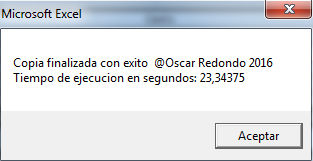 Microsoft Excel
Copia finalizada con exito  @Oscar Redondo 2016
Tiempo de ejecucion en segundos: 23,34375
Aceptar